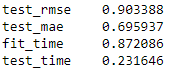 test_rmse    0.903388
test_mae     0.695937
fit_time     0.872086
test_time    0.231646